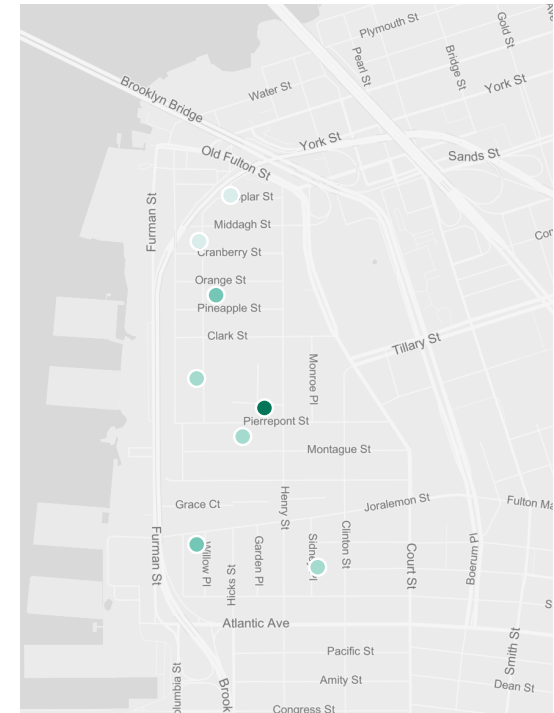 Plymouth St
Gold St
Pearl St
Bridge St
Water St
York St
Brooklyn Bridge
York St
Old Fulton St
Sands St
plar St
Furman St
Middagh St
Cranberry St
Orange St
Pineapple St
Clark St
Tillary St
Monroe Pl
Pierrepont St
Montague St
Henry St
Grace Ct
Joralemon St
Fulton Ma
Furman St
Willow Pl
Hicks St
Garden Pl
Clinton St
Court St
Boerum Pl
Atlantic Ave
Smith St
Pacific St
Columbia St
Brook
Amity St
Dean St
Congress St